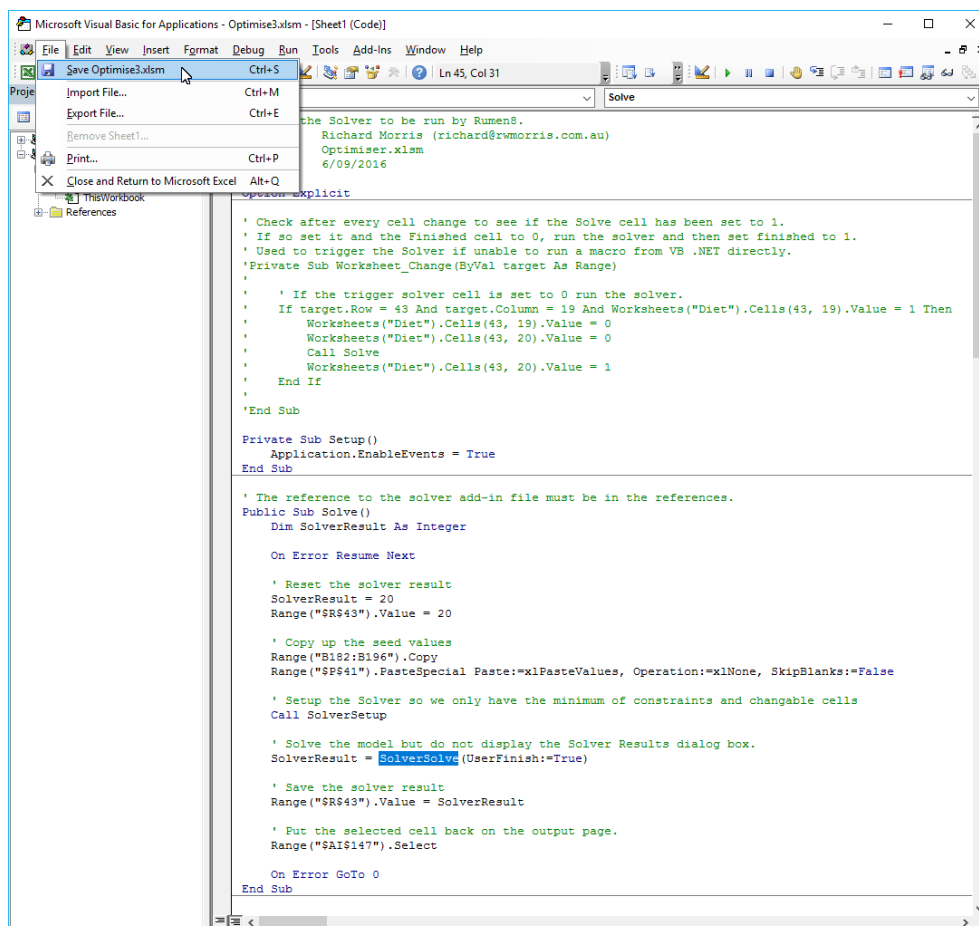 Microsoft Visual Basic for Applications - Optimise3.xlsm - [Sheet1 (Code)]
File Edit View Insert Format Debug Run Tools Add-Ins Window Help
Save Optimise3.xlsm Ctrl+S
Ln 45, Col 31
Import File... Ctrl+M
Solve
Export File... Ctrl+E
Remove Sheet1...
Print... Ctrl+P
Close and Return to Microsoft Excel Alt+Q
ThisWorkbook
References
the Solver to be run by Rumen8.
Richard Morris (richard@rwmorris.com.au)
Optimiser.xlsm
6/09/2016
Option Explicit
' Check after every cell change to see if the Solve cell has been set to 1.
' If so set it and the Finished cell to 0, run the solver and then set finished to 1.
' Used to trigger the Solver if unable to run a macro from VB .NET directly.
'Private Sub Worksheet_Change(ByVal target As Range)
'
'    ' If the trigger solver cell is set to 0 run the solver.
'    If target.Row = 43 And target.Column = 19 And Worksheets("Diet").Cells(43, 19).Value = 1 Then
'        Worksheets("Diet").Cells(43, 19).Value = 0
'        Worksheets("Diet").Cells(43, 20).Value = 0
'        Call Solve
'        Worksheets("Diet").Cells(43, 20).Value = 1
'    End If
'
'End Sub
Private Sub Setup()
    Application.EnableEvents = True
End Sub
' The reference to the solver add-in file must be in the references.
Public Sub Solve()
    Dim SolverResult As Integer
    On Error Resume Next
    ' Reset the solver result
    SolverResult = 20
    Range("$R$43").Value = 20
    ' Copy up the seed values
    Range("B182:B196").Copy
    Range("$P$41").PasteSpecial Paste:=xlPasteValues, Operation:=xlNone, SkipBlanks:=False
    ' Setup the Solver so we only have the minimum of constraints and changable cells
    Call SolverSetup
    ' Solve the model but do not display the Solver Results dialog box.
    SolverResult = SolverSolve(UserFinish:=True)
    ' Save the solver result
    Range("$R$43").Value = SolverResult
    ' Put the selected cell back on the output page.
    Range("$AI$147").Select
    On Error GoTo 0
End Sub